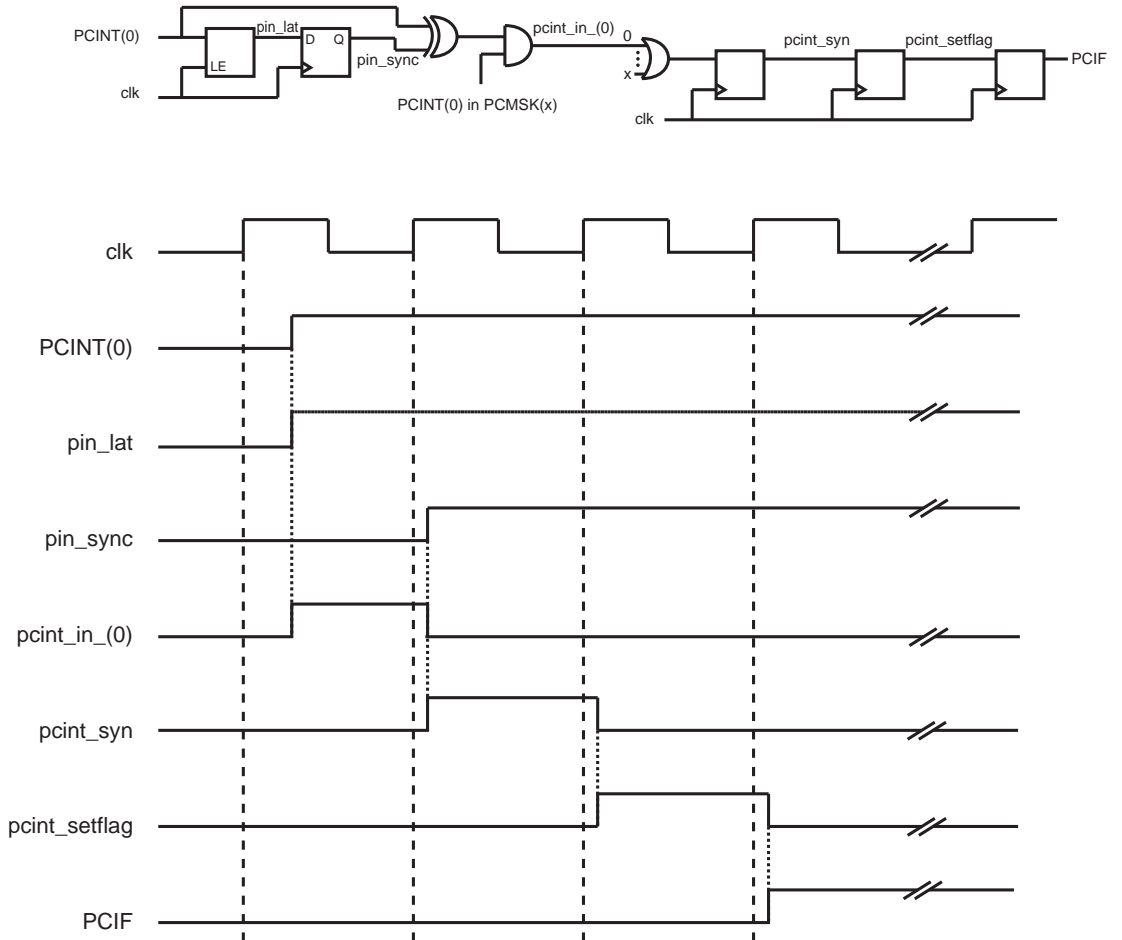 PCINT(0)
LE
pin_lat
D Q
pin_sync
clk
PCINT(0) in PCMSK(x)
pcint_in_(0)
0
x
clk
pcint_syn
pcint_setflag
PCIF
clk
PCINT(0)
pin_lat
pin_sync
pcint_in_(0)
pcint_syn
pcint_setflag
PCIF